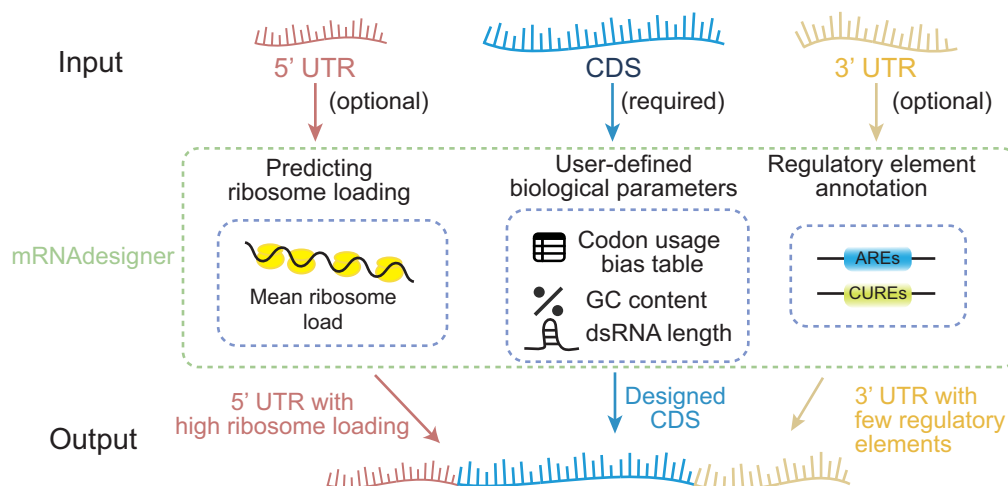 Input
5’ UTR
CDS
3’ UTR
(optional)
(required)
(optional)
mRNAdesigner
Predicting
ribosome loading
Mean ribosome
load
User-defined
biological parameters
Codon usage
bias table
GC content
dsRNA length
Regulatory element
annotation
AREs
CUREs
Output
5’ UTR with
high ribosome loading
Designed
CDS
3’ UTR with
few regulatory
elements